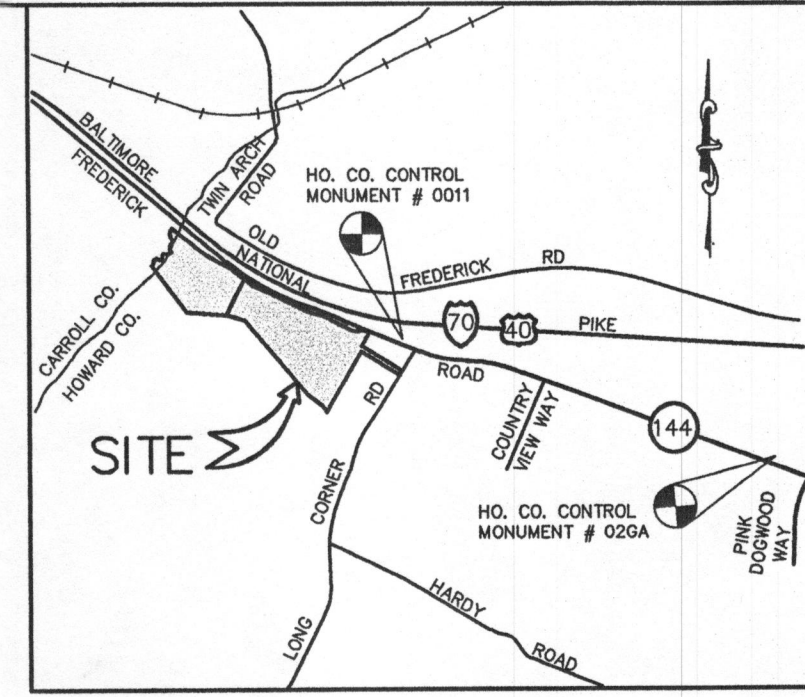 BALTIMORE
FREDERICK
TWIN ARCH
ROAD
HO. CO. CONTROL
MONUMENT # 0011
OLD
NATIONAL
FREDERICK
RD
70
40
PIKE
CARROLL CO.
HOWARD CO.
RD
ROAD
COUNTRY
VIEW WAY
144
SITE
CORNER
HO. CO. CONTROL
MONUMENT # 02GA
PINK
DOGWOOD
WAY
LONG
HARDY
ROAD